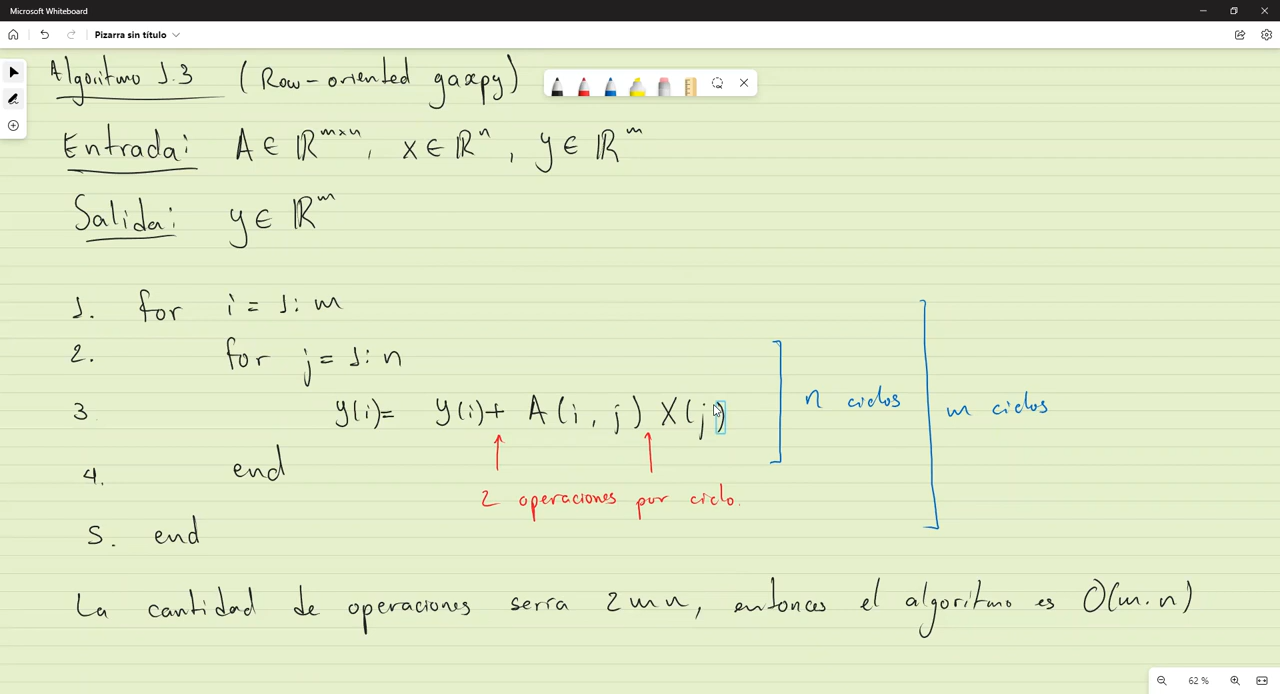 Microsoft Whiteboard
Pizarra sin título
Algoritmo 1.3 (Row-oriented gaxpy)
Entrada: A ∈ ℝ^{m×n}, x ∈ ℝ^n, y ∈ ℝ^m
Salida: y ∈ ℝ^m
1. for i = 1:m
2. for j = 1:n
3 y(i) = y(i) + A(i, j) X(j)
n ciclos
m ciclos
4. end
2 operaciones por ciclo.
5. end
La cantidad de operaciones serra 2mn, entonces el algoritmo es O(m·n)
62 %